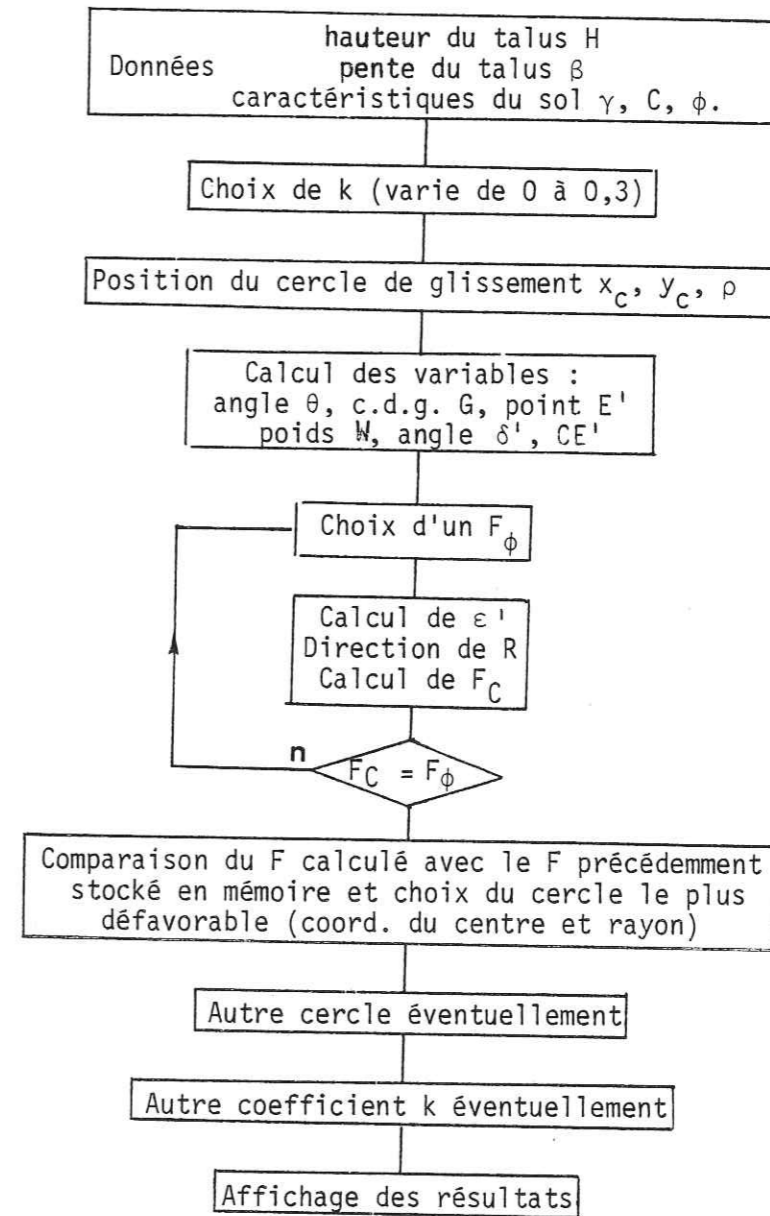 hauteur du talus H
Données pente du talus β
caractéristiques du sol γ, C, ϕ.
Choix de k (varie de 0 à 0,3)
Position du cercle de glissement x_c, y_c, ρ
Calcul des variables :
angle θ, c.d.g. G, point E'
poids W, angle δ', CE'
Choix d'un F_ϕ
Calcul de ε'
Direction de R
Calcul de F_C
n
F_C = F_ϕ
Comparaison du F calculé avec le F précédemment
stocké en mémoire et choix du cercle le plus
défavorable (coord. du centre et rayon)
Autre cercle éventuellement
Autre coefficient k éventuellement
Affichage des résultats